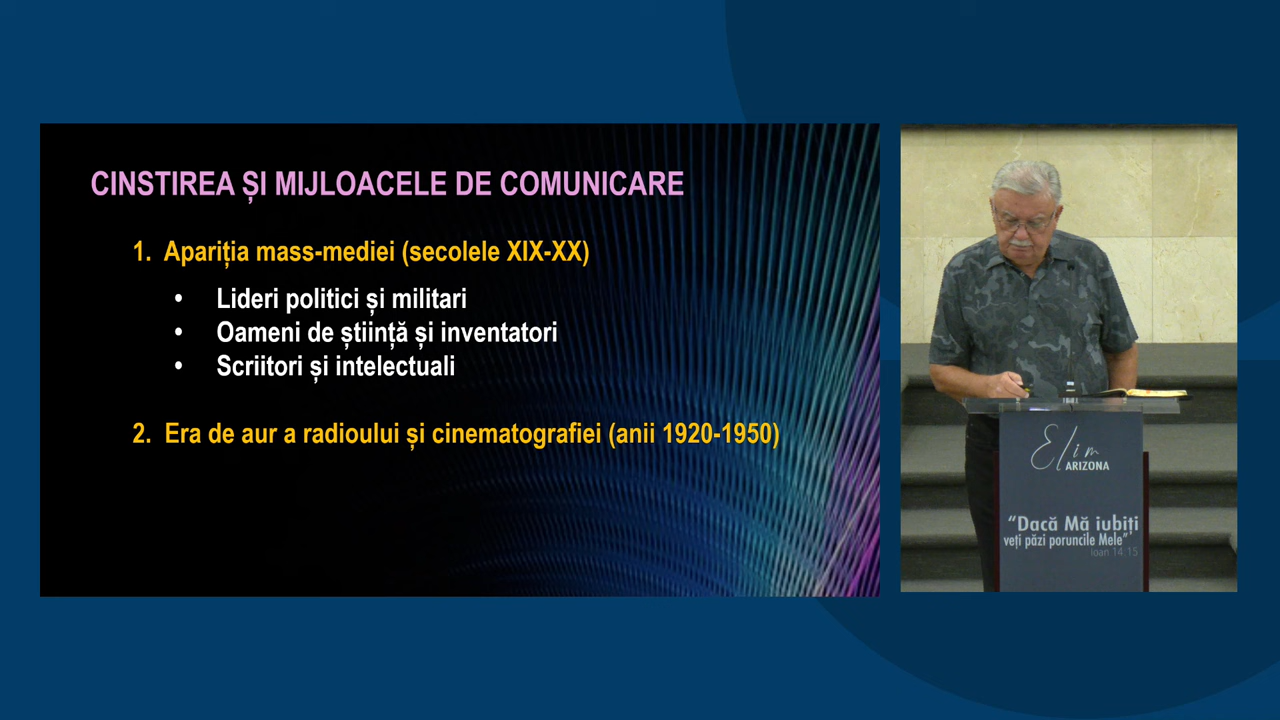 CINSTIREA ȘI MIJLOACELE DE COMUNICARE
1. Apariția mass-mediei (secolele XIX-XX)
• Lideri politici și militari
• Oameni de știință și inventatori
• Scriitori și intelectuali
2. Era de aur a radioului și cinematografiei (anii 1920-1950)
Elim
ARIZONA
“Dacă Mă iubiți
veți păzi poruncile Mele”
Ioan 14:15